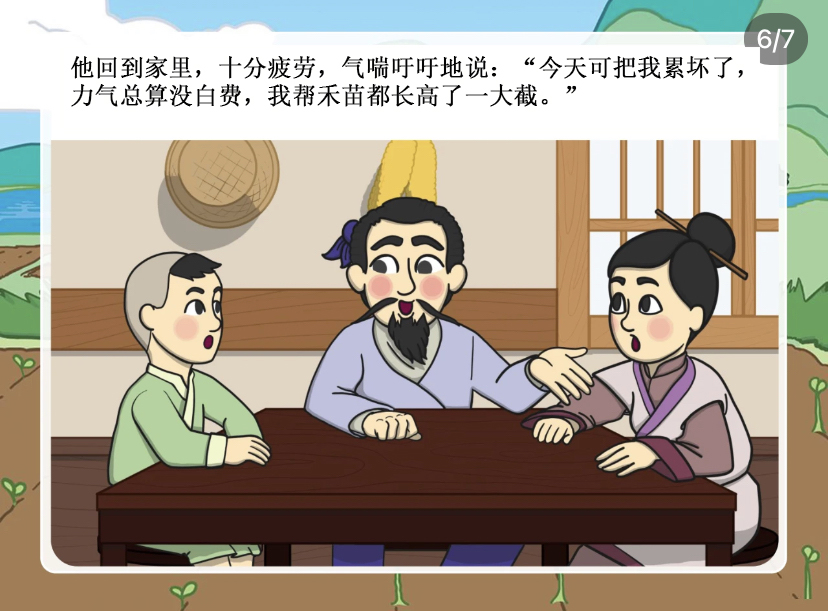 6/7
他回到家里，十分疲劳，气喘吁吁地说：“今天可把我累坏了，
力气总算没白费，我帮禾苗都长高了一大截。”